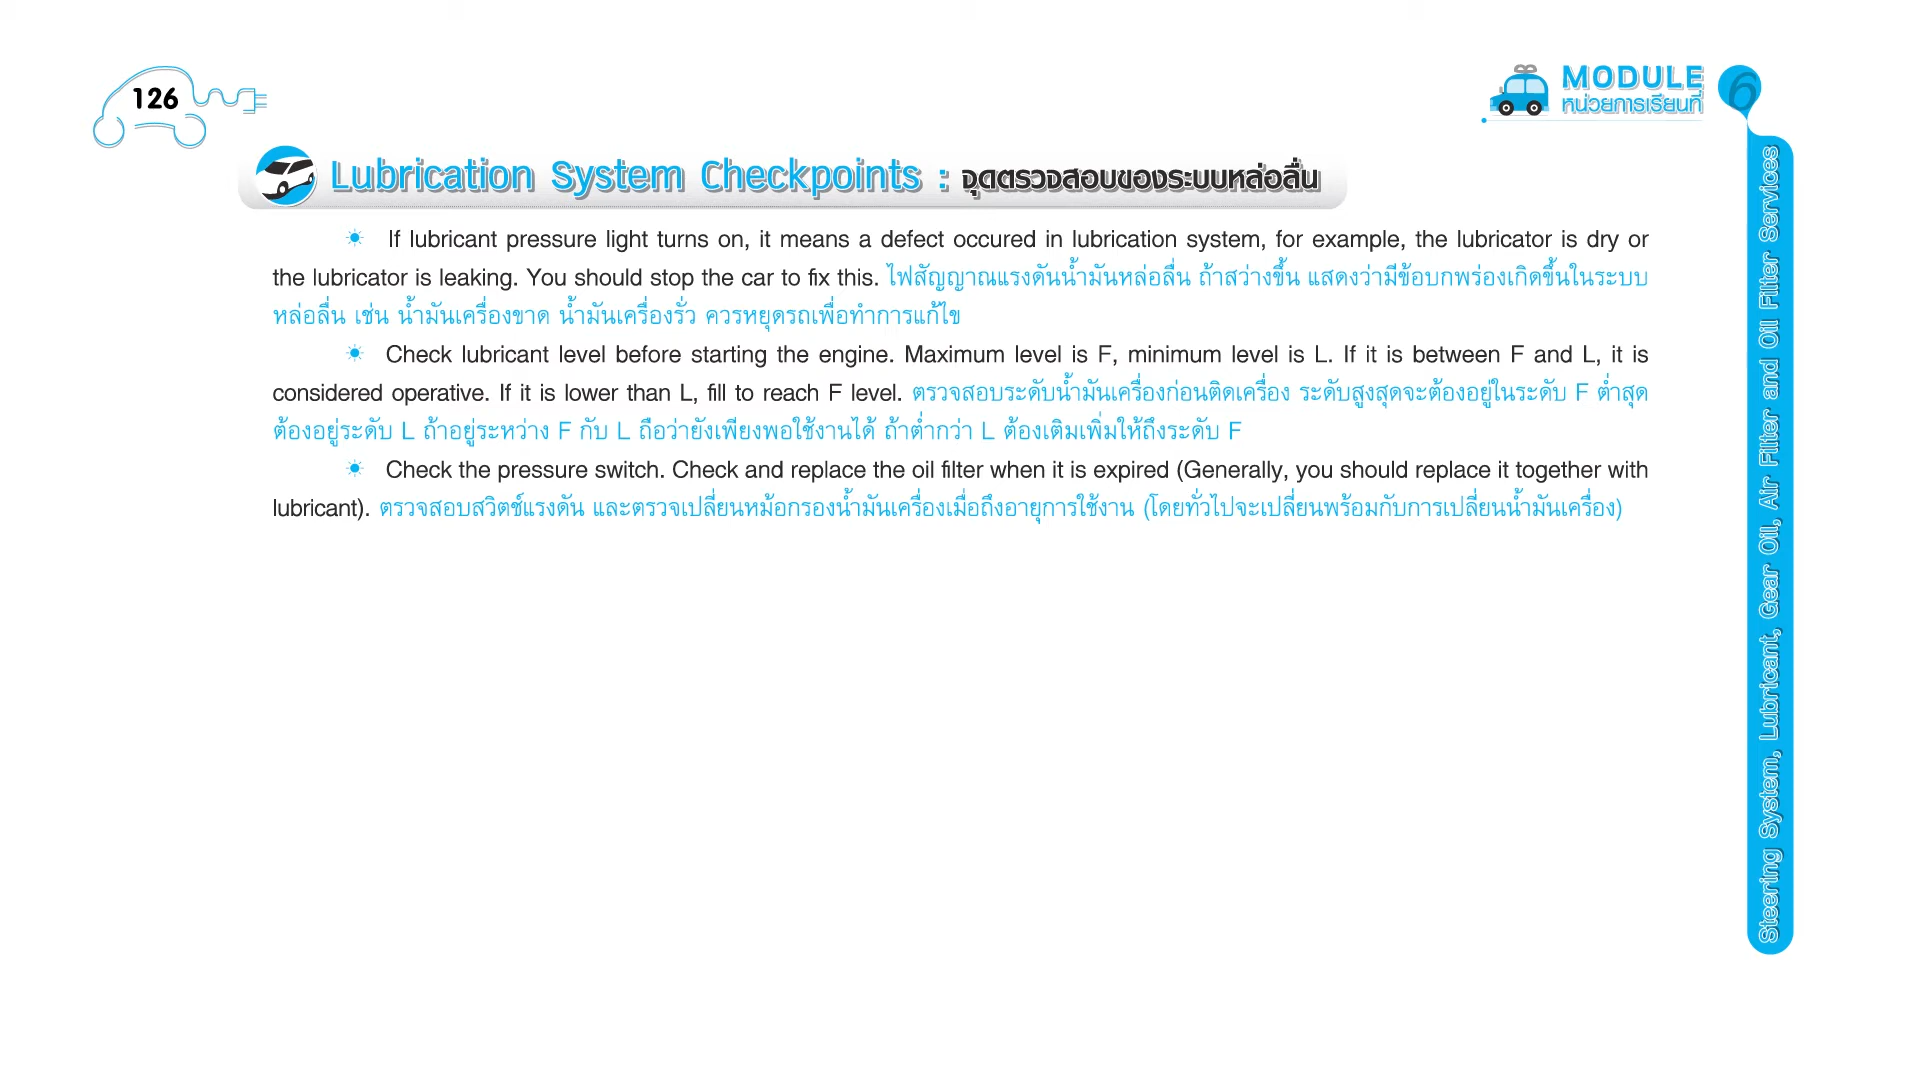 126
MODULE
หน่วยการเรียนที่
6
Lubrication System Checkpoints : จุดตรวจสอบของระบบหล่อลื่น
If lubricant pressure light turns on, it means a defect occured in lubrication system, for example, the lubricator is dry or
the lubricator is leaking. You should stop the car to fix this. ไฟสัญญาณแรงดันน้ำมันหล่อลื่น ถ้าสว่างขึ้น แสดงว่ามีข้อบกพร่องเกิดขึ้นในระบบ
หล่อลื่น เช่น น้ำมันเครื่องขาด น้ำมันเครื่องรั่ว ควรหยุดรถเพื่อทำการแก้ไข
Check lubricant level before starting the engine. Maximum level is F, minimum level is L. If it is between F and L, it is
considered operative. If it is lower than L, fill to reach F level. ตรวจสอบระดับน้ำมันเครื่องก่อนติดเครื่อง ระดับสูงสุดจะต้องอยู่ในระดับ F ต่ำสุด
ต้องอยู่ระดับ L ถ้าอยู่ระหว่าง F กับ L ถือว่ายังเพียงพอใช้งานได้ ถ้าต่ำกว่า L ต้องเติมเพิ่มให้ถึงระดับ F
Check the pressure switch. Check and replace the oil filter when it is expired (Generally, you should replace it together with
lubricant). ตรวจสอบสวิตช์แรงดัน และตรวจเปลี่ยนหม้อกรองน้ำมันเครื่องเมื่อถึงอายุการใช้งาน (โดยทั่วไปจะเปลี่ยนพร้อมกับการเปลี่ยนน้ำมันเครื่อง)
Steering System, Lubricant, Gear Oil, Air Filter and Oil Filter Services